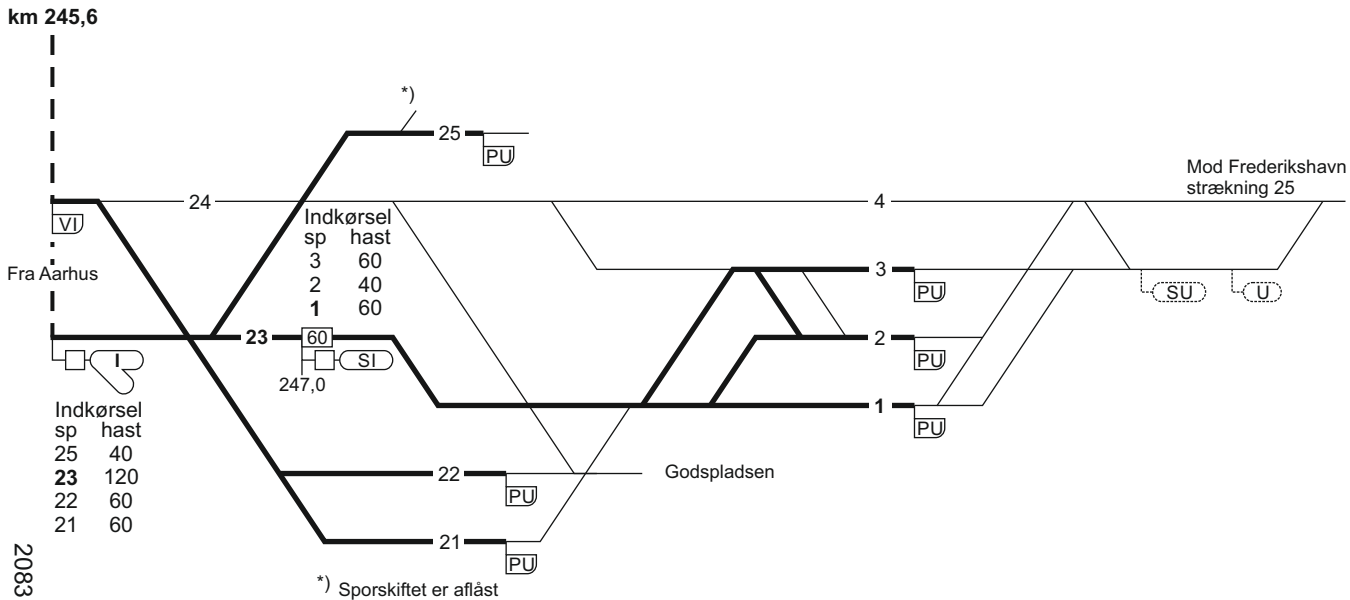 km 245,6
*)
25
PU
Mod Frederikshavn
strækning 25
24
4
VI
Indkørsel
sp hast
3 60
2 40
1 60
Fra Aarhus
3
PU
SU
U
23
60
2
I
SI
PU
247,0
1
PU
Indkørsel
sp hast
25 40
23 120
22 60
21 60
22
Godspladsen
PU
21
PU
*) Sporskiftet er aflåst
2083